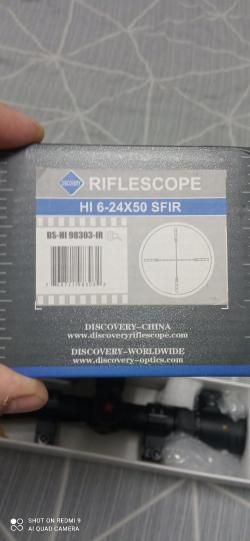 DISCOVERY
RIFLESCOPE
HI 6-24X50 SFIR
DS-HI 98303-IR
DISCOVERY-CHINA
www.discoveryriflescope.com
DISCOVERY-WORLDWIDE
www.discovery-optics.com
SHOT ON REDMI 9
AI QUAD CAMERA